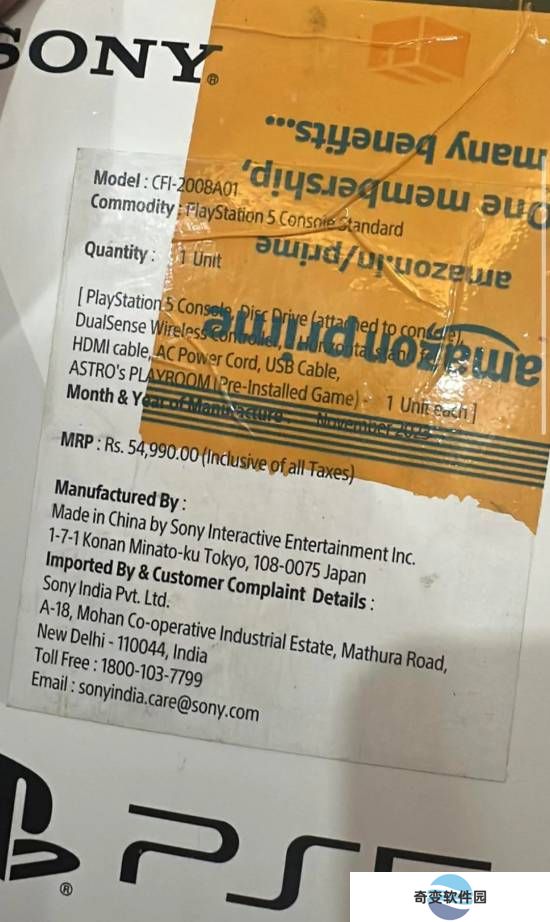 SONY®
many benefits...
One membership,
amazon.in/prime
amazon prime
Model : CFI-2008A01
Commodity : PlayStation 5 Console Standard
Quantity : 1 Unit
[ PlayStation 5 Console, Disc Drive (attached to console),
DualSense Wireless Controller, Horizontal stand
HDMI cable, AC Power Cord, USB Cable,
ASTRO's PLAYROOM (Pre-Installed Game) - 1 Unit each ]
Month & Year of Manufacture : November 2023
MRP : Rs. 54,990.00 (Inclusive of all Taxes)
Manufactured By :
Made in China by Sony Interactive Entertainment Inc.
1-7-1 Konan Minato-ku Tokyo, 108-0075 Japan
Imported By & Customer Complaint Details :
Sony India Pvt. Ltd.
A-18, Mohan Co-operative Industrial Estate, Mathura Road,
New Delhi - 110044, India
Toll Free : 1800-103-7799
Email : sonyindia.care@sony.com
® PS5
奇变软件园